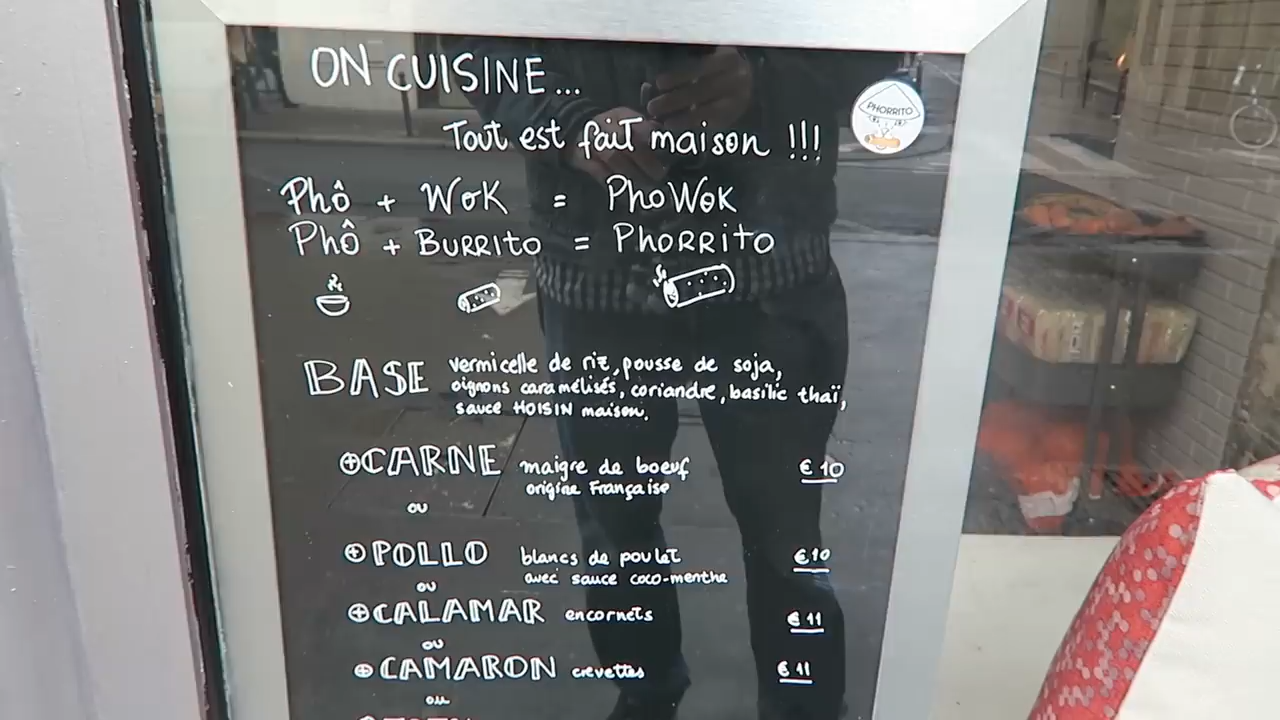 ON CUISINE...
Tout est fait maison !!!
PHORRITO
Phô + WoK = PhoWoK
Phô + BURRITO = PHORRITO
BASE vermicelle de riz, pousse de soja,
oignons caramélisés, coriandre, basilic thaï,
sauce HOISIN maison.
⊕CARNE maigre de boeuf € 10
origine Française
ou
⊕POLLO blancs de poulet € 10
avec sauce coco-menthe
ou
⊕CALAMAR encornets € 11
ou
⊕CAMARON crevettes € 11
ou